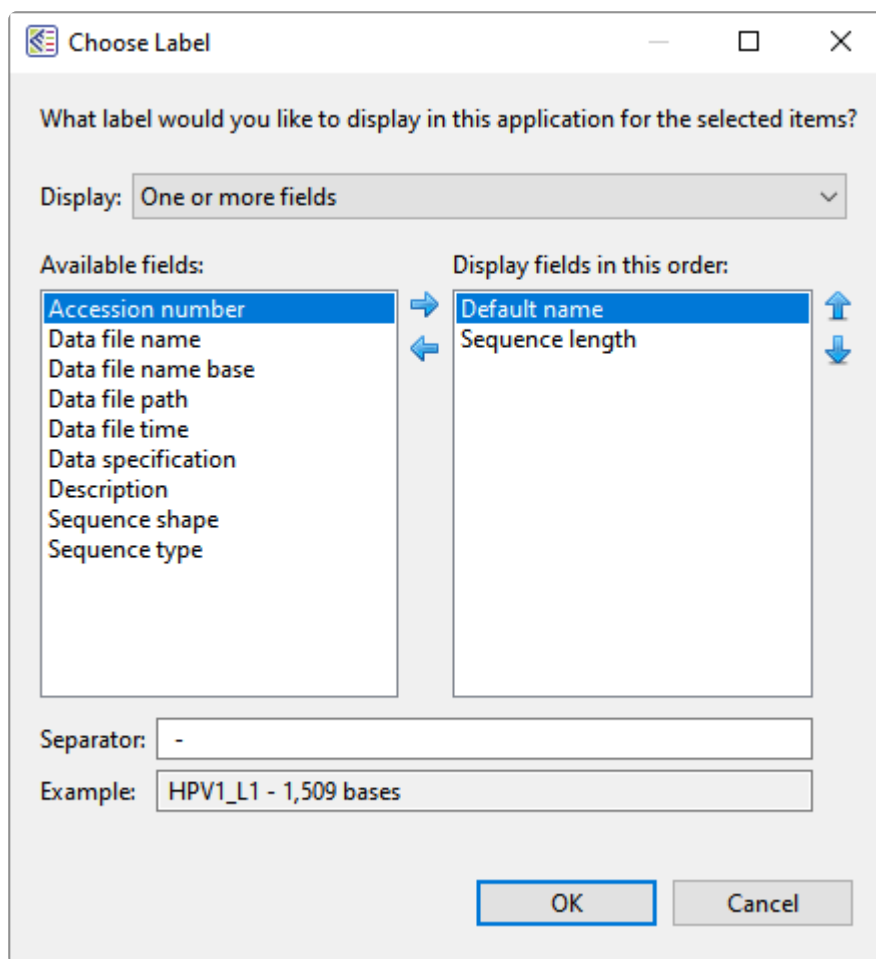 Choose Label
What label would you like to display in this application for the selected items?
Display: One or more fields
Available fields:
Accession number
Data file name
Data file name base
Data file path
Data file time
Data specification
Description
Sequence shape
Sequence type
Display fields in this order:
Default name
Sequence length
Separator: -
Example: HPV1_L1 - 1,509 bases
OK Cancel